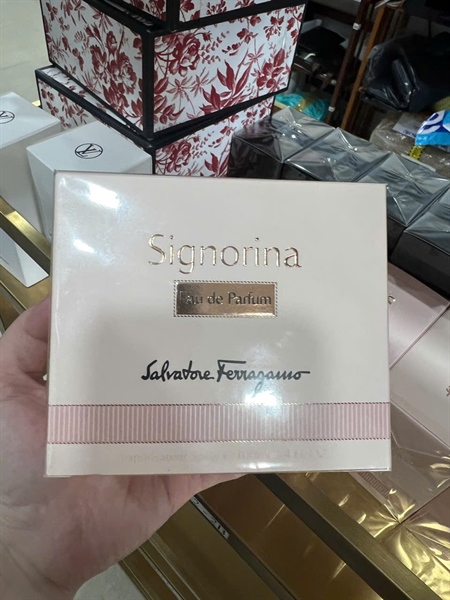 Signorina
Eau de Parfum
Salvatore Ferragamo